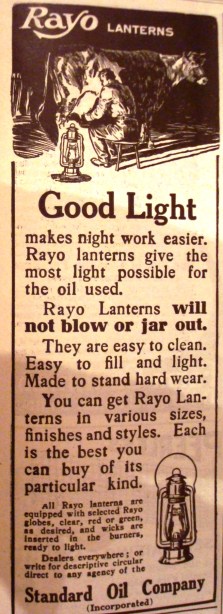 Rayo LANTERNS
Good Light
makes night work easier.
Rayo lanterns give the
most light possible for
the oil used.
Rayo Lanterns will
not blow or jar out.
They are easy to clean.
Easy to fill and light.
Made to stand hard wear.
You can get Rayo Lan-
terns in various sizes,
finishes and styles. Each
is the best you
can buy of its
particular kind.
All Rayo lanterns are
equipped with selected Rayo
globes, clear, red or green,
as desired, and wicks are
inserted in the burners,
ready to light.
Dealers everywhere; or
write for descriptive circular
direct to any agency of the
Standard Oil Company
(Incorporated)